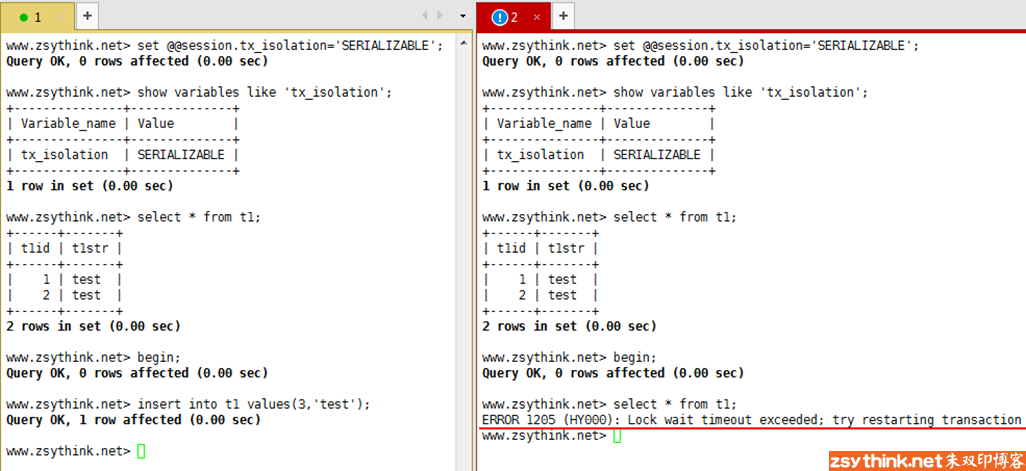 1
www.zsythink.net> set @@session.tx_isolation='SERIALIZABLE';
Query OK, 0 rows affected (0.00 sec)
www.zsythink.net> show variables like 'tx_isolation';
+---------------+--------------+
| Variable_name | Value        |
+---------------+--------------+
| tx_isolation  | SERIALIZABLE |
+---------------+--------------+
1 row in set (0.00 sec)
www.zsythink.net> select * from t1;
+------+-------+
| t1id | t1str |
+------+-------+
|    1 | test  |
|    2 | test  |
+------+-------+
2 rows in set (0.00 sec)
www.zsythink.net> begin;
Query OK, 0 rows affected (0.00 sec)
www.zsythink.net> insert into t1 values(3,'test');
Query OK, 1 row affected (0.00 sec)
www.zsythink.net>
2
www.zsythink.net> set @@session.tx_isolation='SERIALIZABLE';
Query OK, 0 rows affected (0.00 sec)
www.zsythink.net> show variables like 'tx_isolation';
+---------------+--------------+
| Variable_name | Value        |
+---------------+--------------+
| tx_isolation  | SERIALIZABLE |
+---------------+--------------+
1 row in set (0.00 sec)
www.zsythink.net> select * from t1;
+------+-------+
| t1id | t1str |
+------+-------+
|    1 | test  |
|    2 | test  |
+------+-------+
2 rows in set (0.00 sec)
www.zsythink.net> begin;
Query OK, 0 rows affected (0.00 sec)
www.zsythink.net> select * from t1;
ERROR 1205 (HY000): Lock wait timeout exceeded; try restarting transaction
www.zsythink.net>
zsythink.net朱双印博客